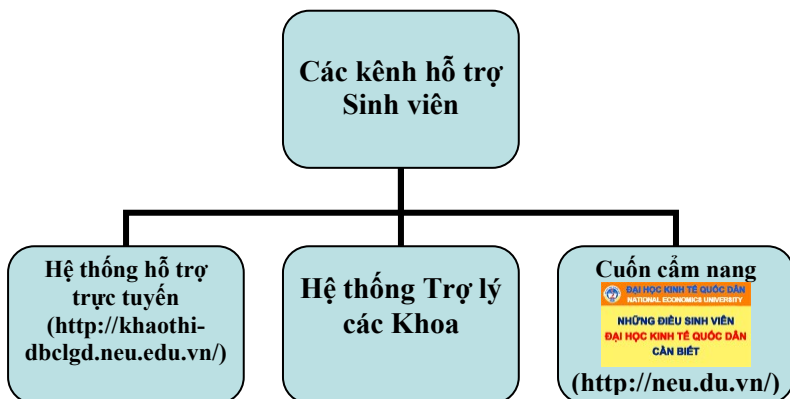 Các kênh hỗ trợ
Sinh viên
Hệ thống hỗ trợ
trực tuyến
(http://khaothi-
dbclgd.neu.edu.vn/)
Hệ thống Trợ lý
các Khoa
Cuốn cẩm nang
ĐẠI HỌC KINH TẾ QUỐC DÂN
NATIONAL ECONOMICS UNIVERSITY
NHỮNG ĐIỀU SINH VIÊN
ĐẠI HỌC KINH TẾ QUỐC DÂN
CẦN BIẾT
(http://neu.du.vn/)